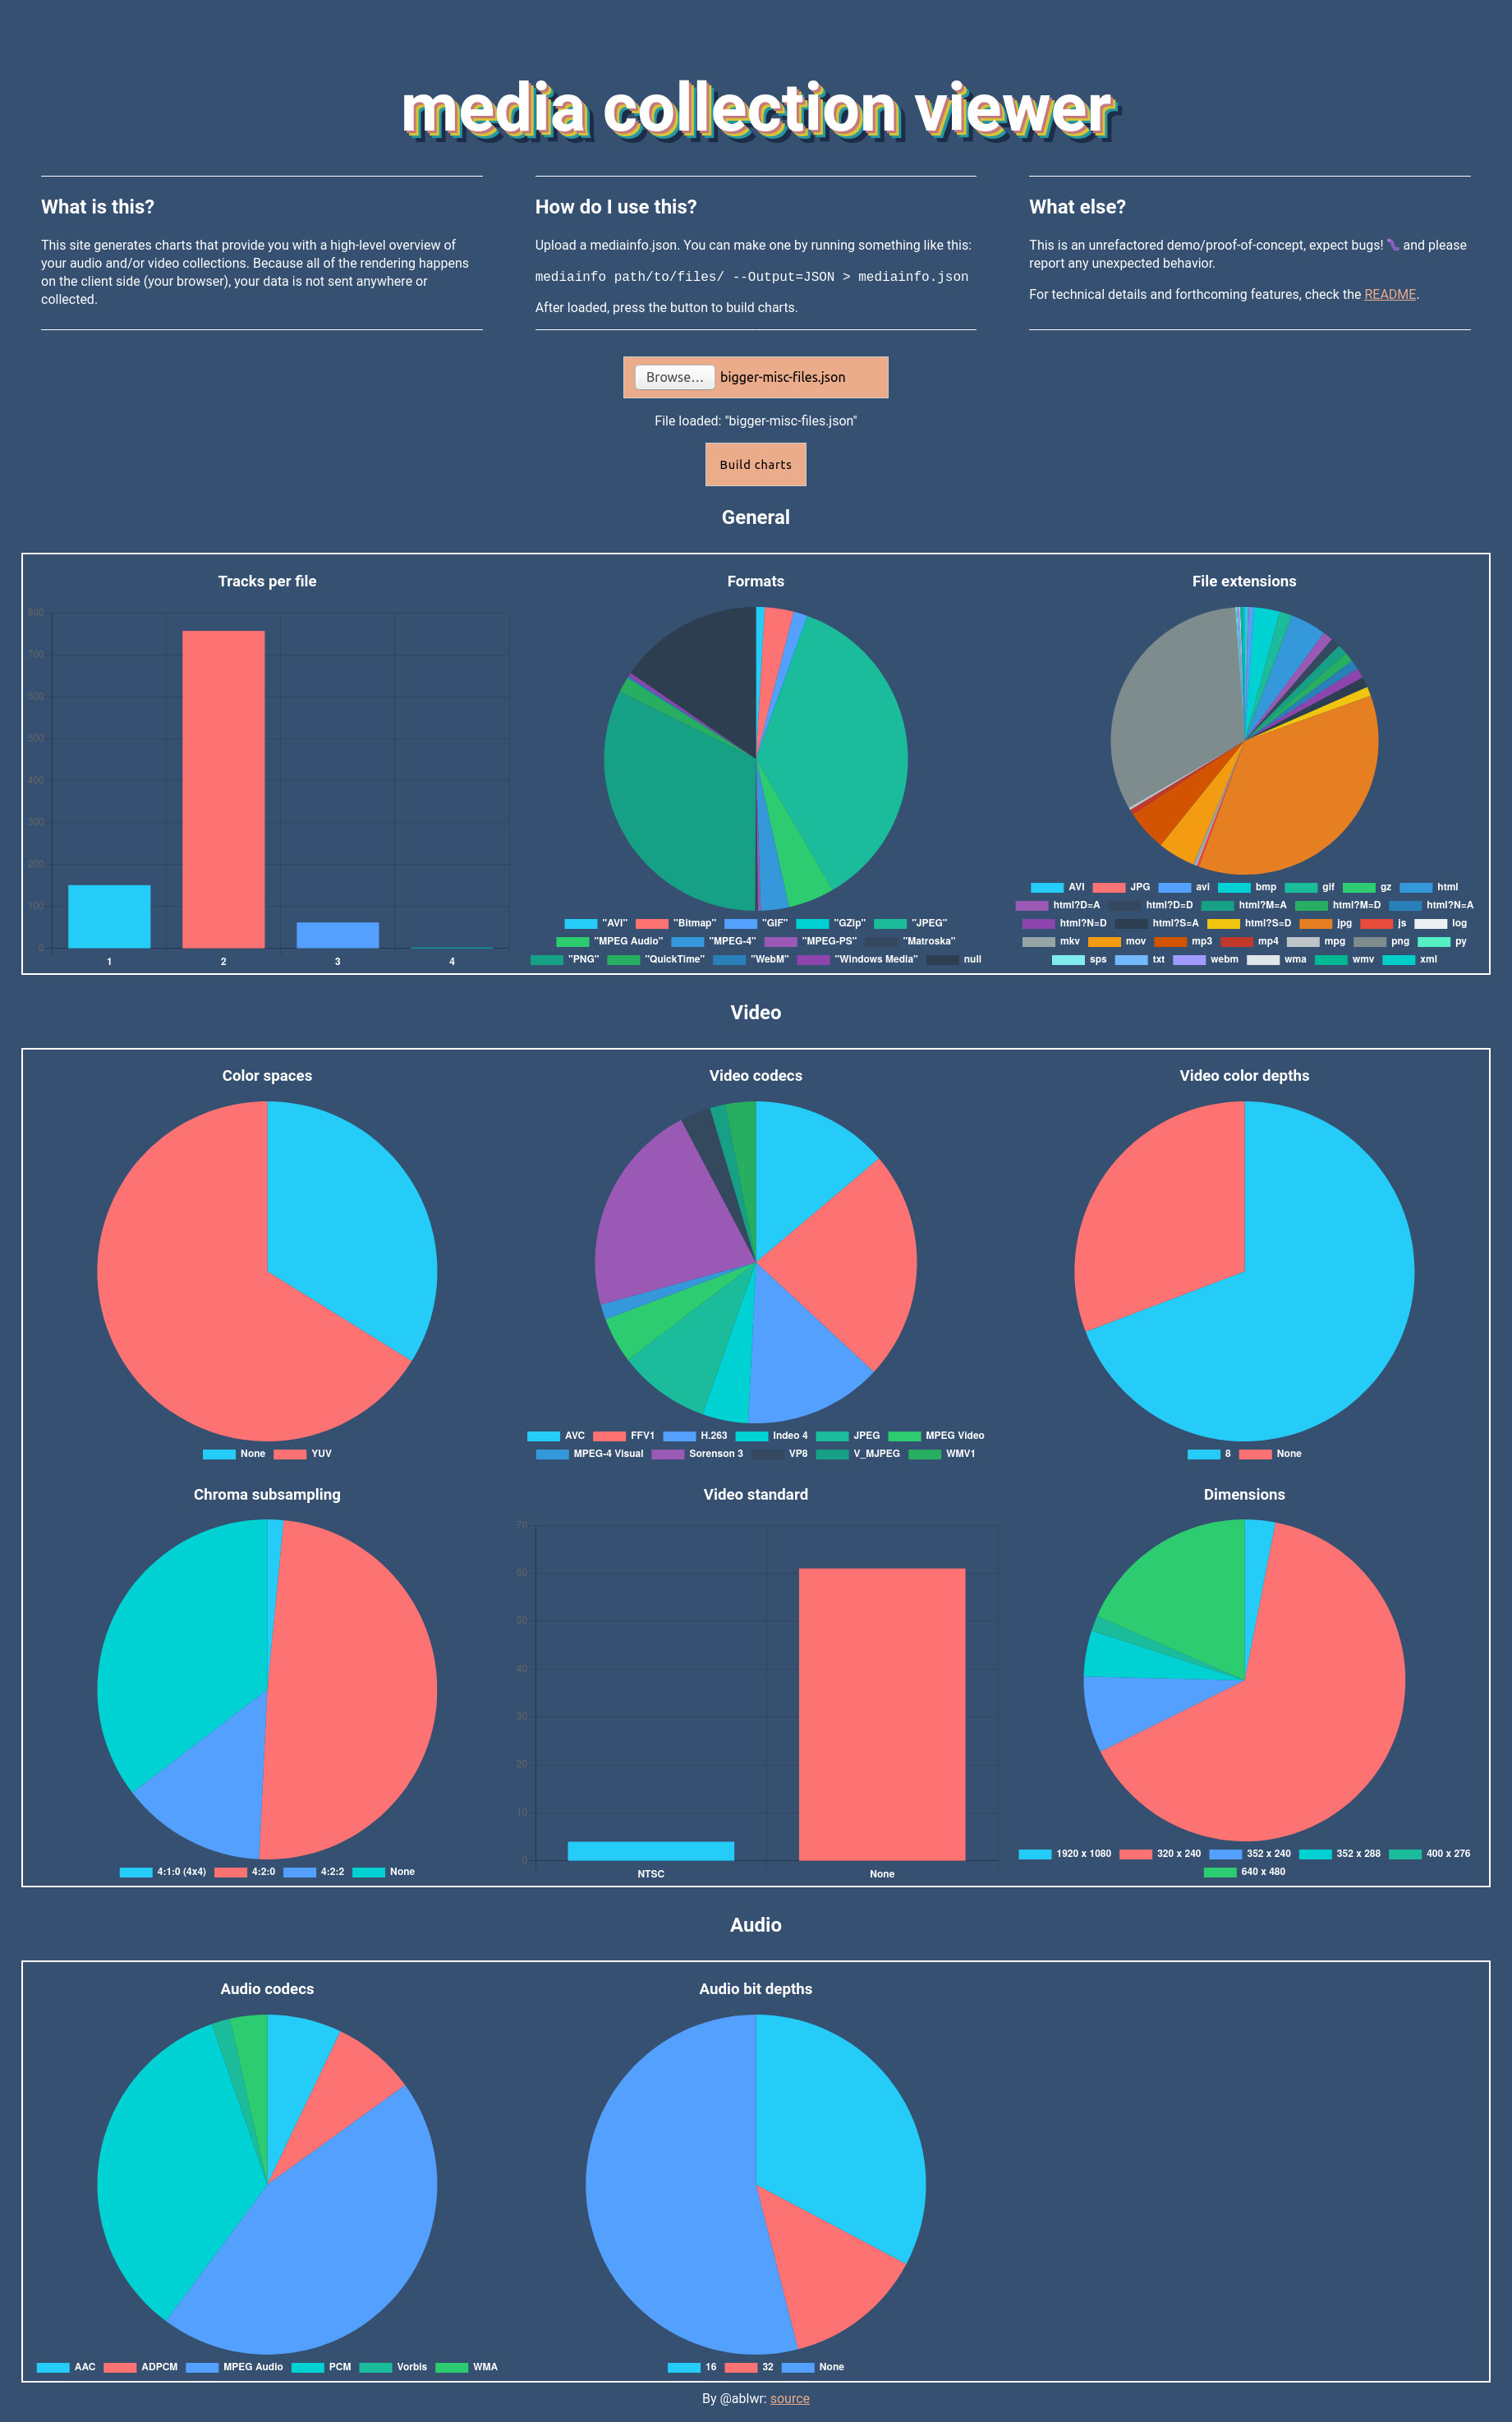 media collection viewer
What is this?
This site generates charts that provide you with a high-level overview of
your audio and/or video collections. Because all of the rendering happens
on the client side (your browser), your data is not sent anywhere or
collected.
How do I use this?
Upload a mediainfo.json. You can make one by running something like this:
mediainfo path/to/files/ --Output=JSON > mediainfo.json
After loaded, press the button to build charts.
What else?
This is an unrefactored demo/proof-of-concept, expect bugs! 🐛 and please
report any unexpected behavior.
For technical details and forthcoming features, check the README.
Browse... bigger-misc-files.json
File loaded: "bigger-misc-files.json"
Build charts
General
Tracks per file
800
700
600
500
400
300
200
100
0
1 2 3 4
Formats
"AVI" "Bitmap" "GIF" "GZip" "JPEG"
"MPEG Audio" "MPEG-4" "MPEG-PS" "Matroska"
"PNG" "QuickTime" "WebM" "Windows Media" null
File extensions
AVI JPG avi bmp gif gz html
html?D=A html?D=D html?M=A html?M=D html?N=A
html?N=D html?S=A html?S=D jpg js log
mkv mov mp3 mp4 mpg png py
sps txt webm wma wmv xml
Video
Color spaces
None YUV
Video codecs
AVC FFV1 H.263 Indeo 4 JPEG MPEG Video
MPEG-4 Visual Sorenson 3 VP8 V_MJPEG WMV1
Video color depths
8 None
Chroma subsampling
4:1:0 (4x4) 4:2:0 4:2:2 None
Video standard
70
60
50
40
30
20
10
0
NTSC None
Dimensions
1920 x 1080 320 x 240 352 x 240 352 x 288 400 x 276
640 x 480
Audio
Audio codecs
AAC ADPCM MPEG Audio PCM Vorbis WMA
Audio bit depths
16 32 None
By @ablwr: source